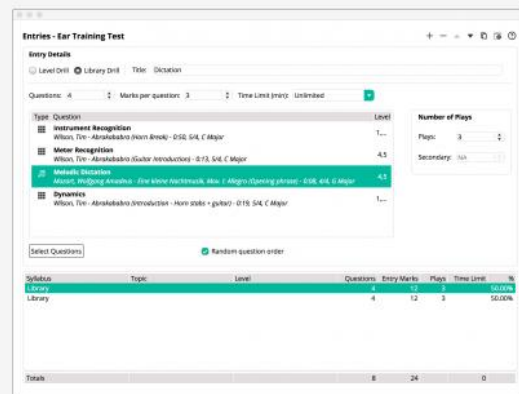 Entries - Ear Training Test
Entry Details
Level Drill Library Drill Title: Dictation
Questions: 4 Marks per question: 3 Time Limit (min): Unlimited
Type Question Level
Instrument Recognition
Wilson, Tim - Abrakababra (Horn Break) - 0:50, 5/4, C Major 1,...
Meter Recognition
Wilson, Tim - Abrakababra (Guitar Introduction) - 0:13, 5/4, C Major 4,5
Melodic Dictation
Mozart, Wolfgang Amadeus - Eine kleine Nachtmusik, Mov. I: Allegro (Opening phrase) - 0:08, 4/4, G Major 4,5
Dynamics
Wilson, Tim - Abrakababra (Introduction - Horn stabs + guitar) - 0:19, 5/4, C Major 1,...
Number of Plays
Plays: 3
Secondary: NA
Select Questions Random question order
Syllabus Topic Level Questions Entry Marks Plays Time Limit %
Library 4 12 3 50.00%
Library 4 12 3 50.00%
Totals 8 24 0